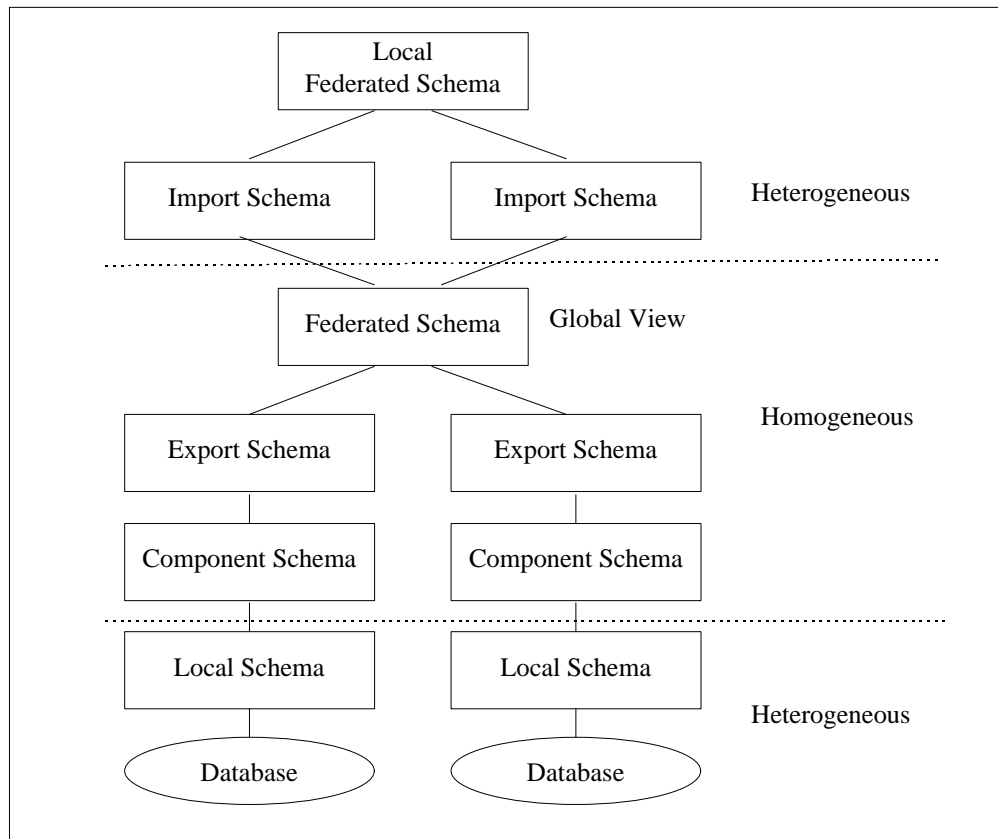 Local
Federated Schema
Import Schema
Import Schema
Heterogeneous
Federated Schema
Global View
Homogeneous
Export Schema
Export Schema
Component Schema
Component Schema
Local Schema
Local Schema
Heterogeneous
Database
Database